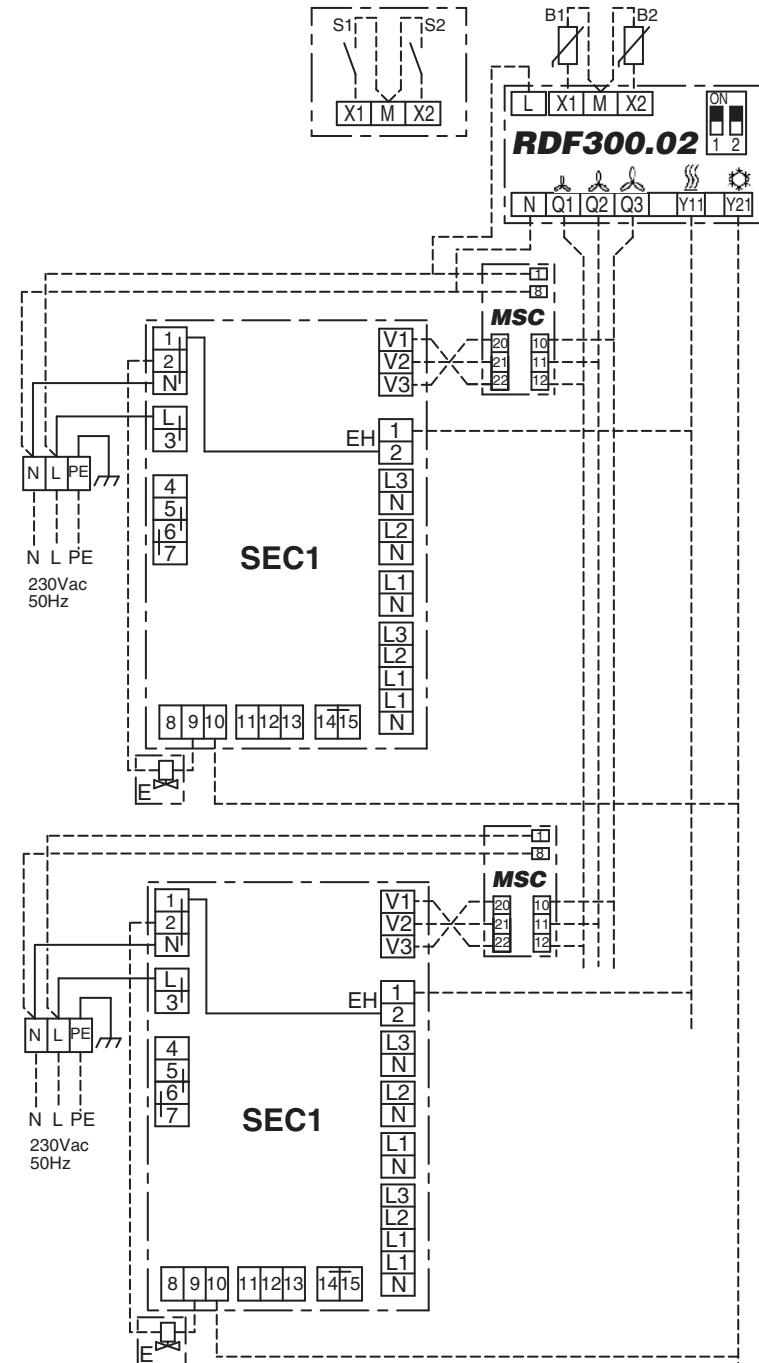 S1 S2
X1 M X2
B1 B2
L X1 M X2
ON
1 2
RDF300.02
N Q1 Q2 Q3 Y11 Y21
1
8
MSC
20 10
21 11
22 12
1
2
N
L
3
V1
V2
V3
EH 1
2
N L PE
N L PE
230Vac
50Hz
4
5
6
7
SEC1
L3
N
L2
N
L1
N
L3
L2
L1
L1
N
8 9 10 11 12 13 14 15
E
1
8
MSC
20 10
21 11
22 12
1
2
N
L
3
V1
V2
V3
EH 1
2
N L PE
N L PE
230Vac
50Hz
4
5
6
7
SEC1
L3
N
L2
N
L1
N
L3
L2
L1
L1
N
8 9 10 11 12 13 14 15
E